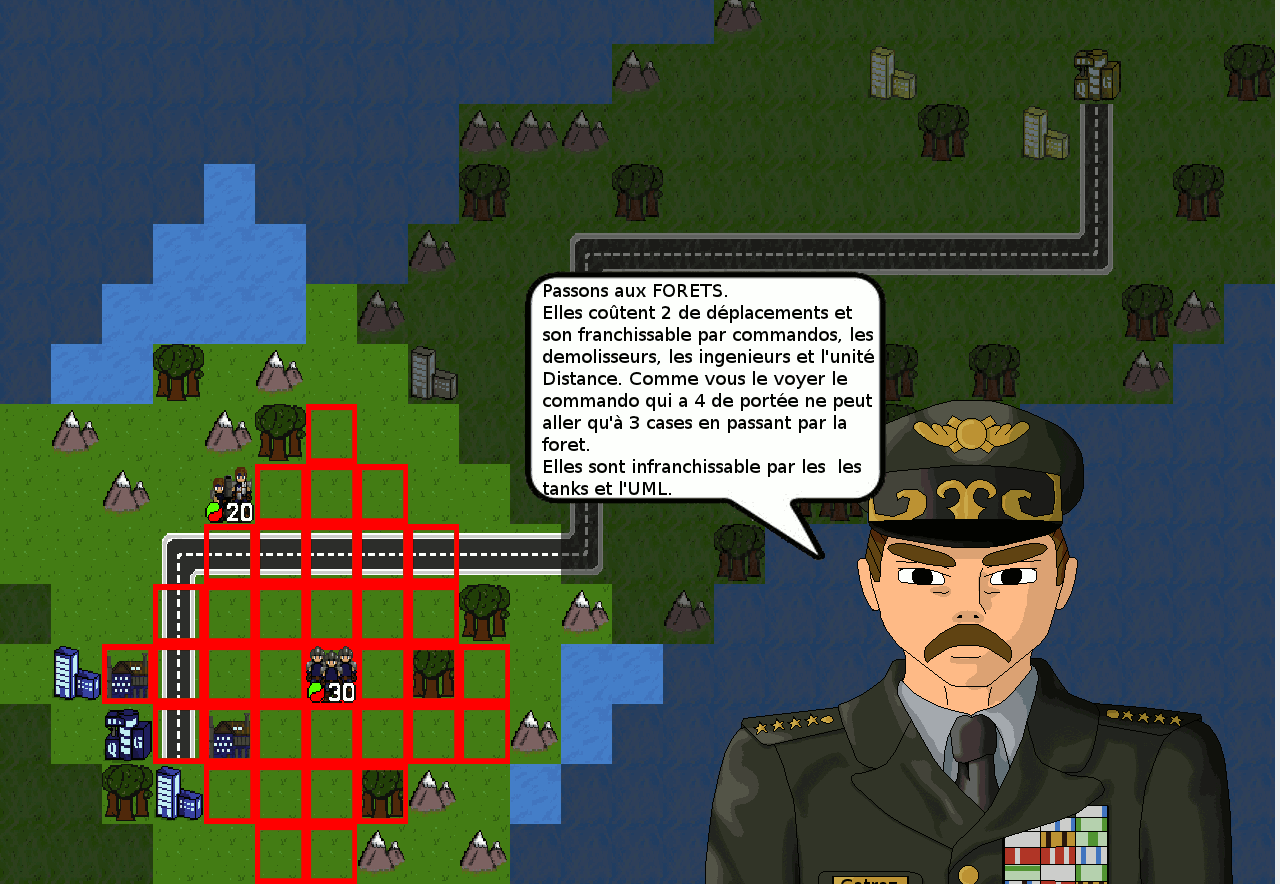 Passons aux FORETS.
Elles coûtent 2 de déplacements et
son franchissable par commandos, les
demolisseurs, les ingenieurs et l'unité
Distance. Comme vous le voyer le
commando qui a 4 de portée ne peut
aller qu'à 3 cases en passant par la
foret.
Elles sont infranchissable par les  les
tanks et l'UML.
20
30
Q G
Q G